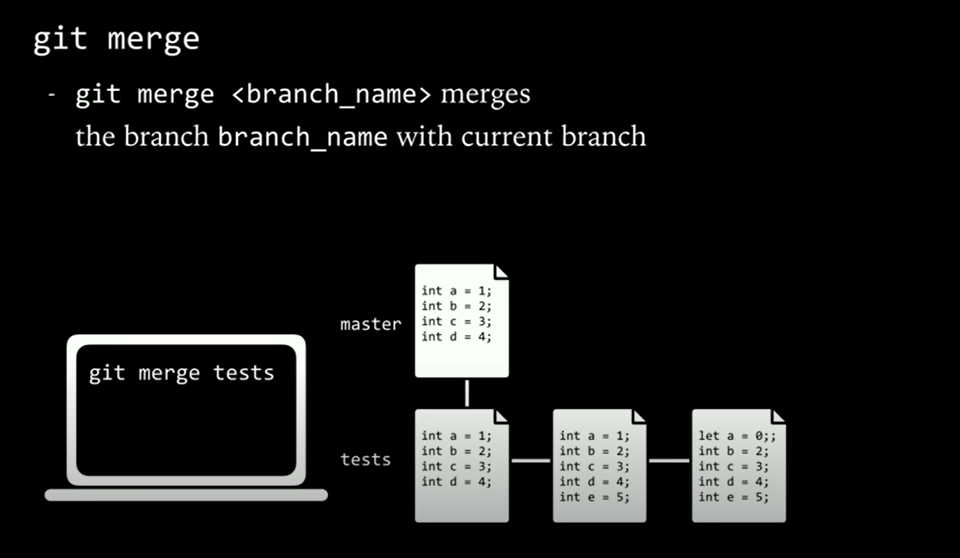 git merge
- git merge <branch_name> merges
the branch branch_name with current branch
git merge tests
master
int a = 1;
int b = 2;
int c = 3;
int d = 4;
tests
int a = 1;
int b = 2;
int c = 3;
int d = 4;
int a = 1;
int b = 2;
int c = 3;
int d = 4;
int e = 5;
let a = 0;;
int b = 2;
int c = 3;
int d = 4;
int e = 5;